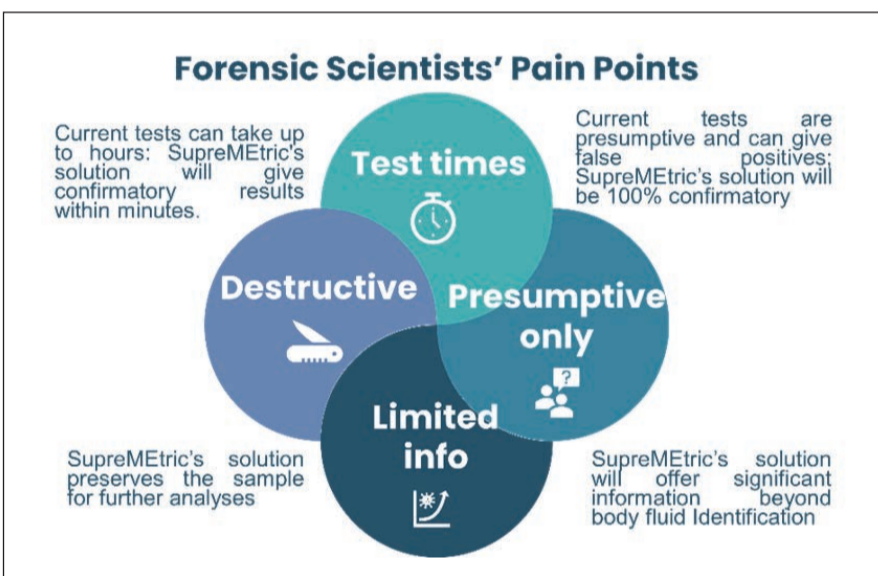 Forensic Scientists' Pain Points
Current tests can take up
to hours: SupreMEtric's
solution will give
confirmatory results
within minutes.
Current tests are
presumptive and can give
false positives;
SupreMEtric's solution will
be 100% confirmatory
Test times
Destructive
Presumptive
only
?
Limited
info
SupreMEtric's solution
preserves the sample
for further analyses
SupreMEtric's solution
will offer significant
information beyond
body fluid Identification